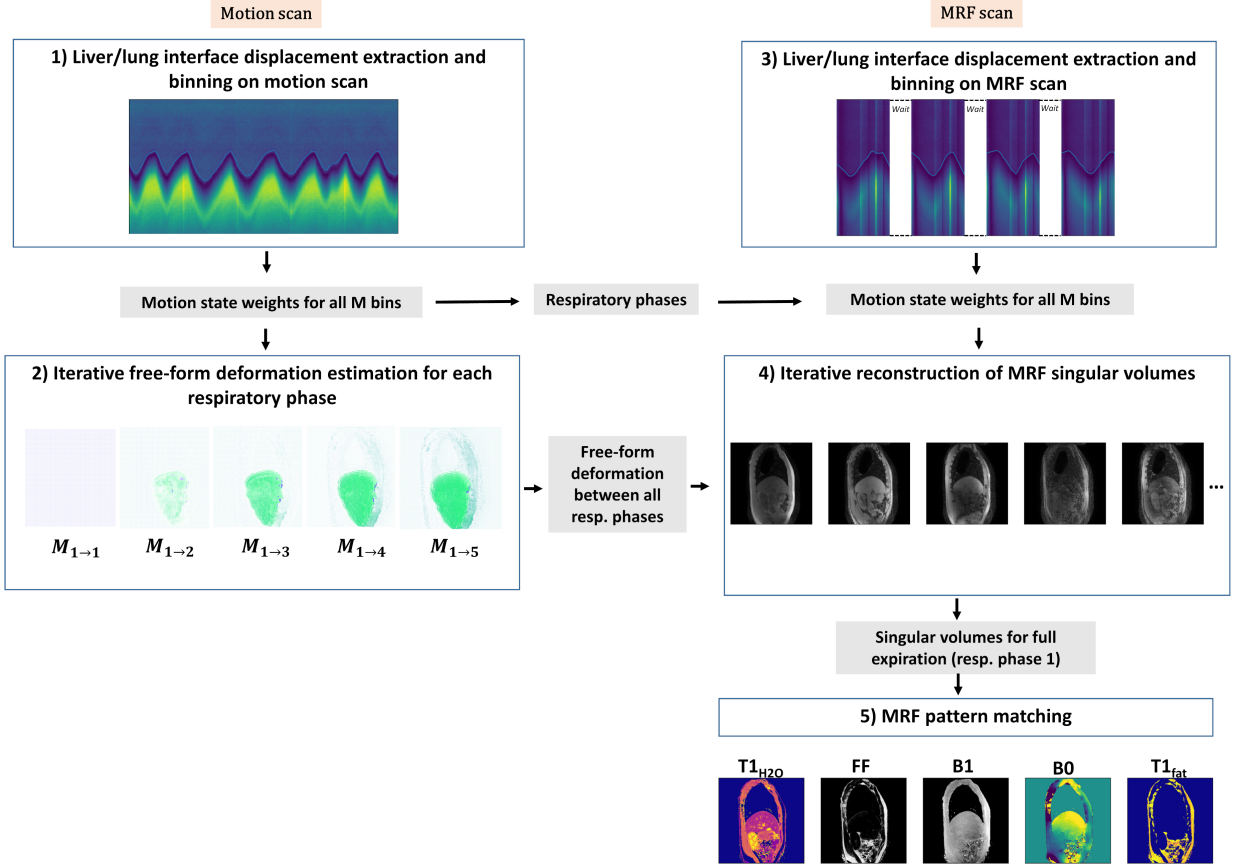 Motion scan
MRF scan
1) Liver/lung interface displacement extraction and
binning on motion scan
3) Liver/lung interface displacement extraction and
binning on MRF scan
Wait
Wait
Wait
Motion state weights for all M bins
Respiratory phases
Motion state weights for all M bins
2) Iterative free-form deformation estimation for each
respiratory phase
M1→1
M1→2
M1→3
M1→4
M1→5
Free-form
deformation
between all
resp. phases
4) Iterative reconstruction of MRF singular volumes
...
Singular volumes for full
expiration (resp. phase 1)
5) MRF pattern matching
T1H2O
FF
B1
B0
T1fat